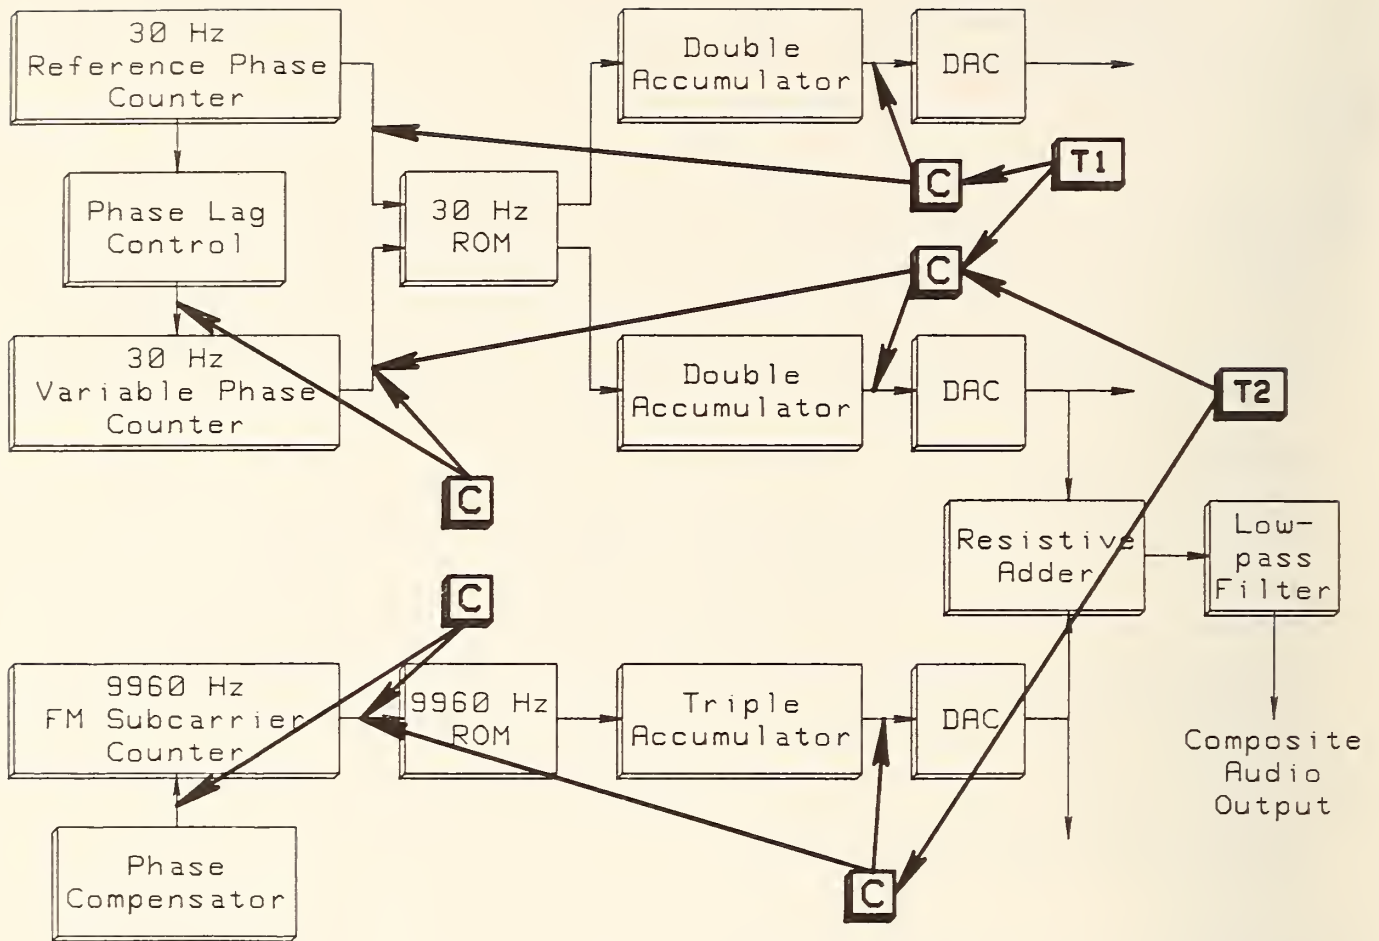 30 Hz
Reference Phase
Counter
Double
Accumulator
DAC
T1
C
Phase Lag
Control
30 Hz
ROM
C
30 Hz
Variable Phase
Counter
Double
Accumulator
DAC
T2
C
Resistive
Adder
Low-
pass
Filter
C
9960 Hz
FM Subcarrier
Counter
9960 Hz
ROM
Triple
Accumulator
DAC
Composite
Audio
Output
Phase
Compensator
C